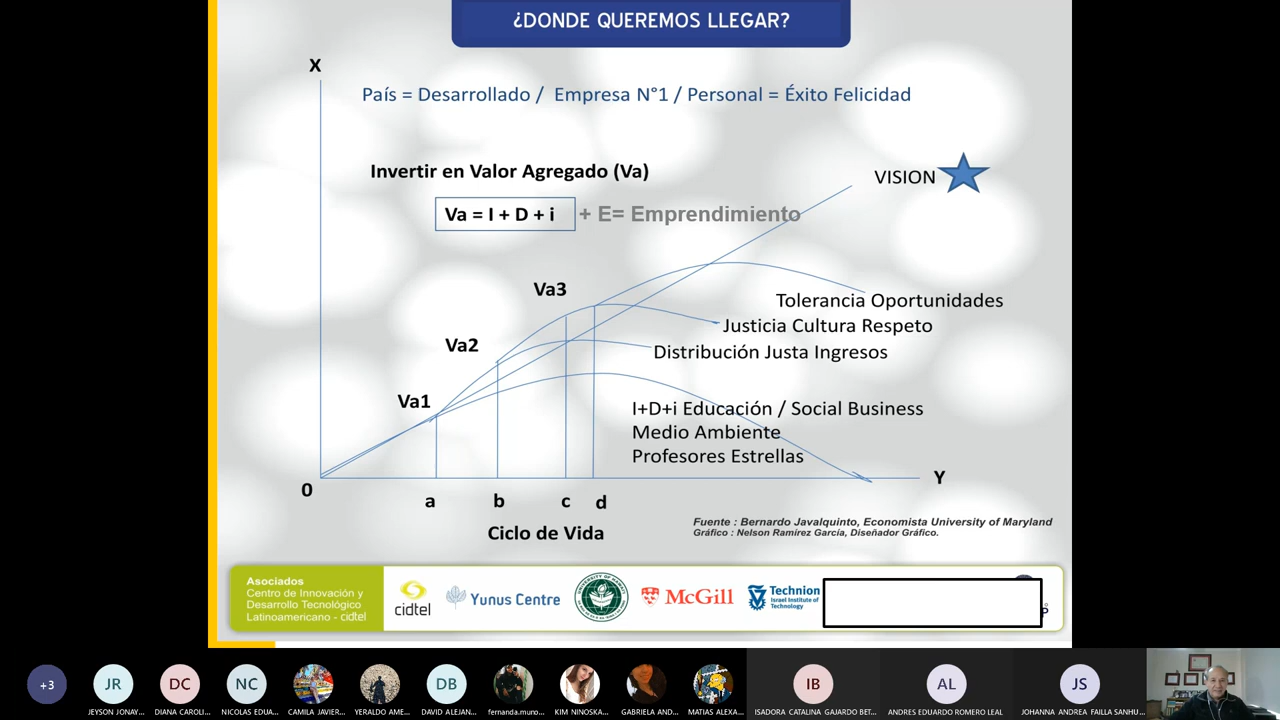 ¿DONDE QUEREMOS LLEGAR?
X
País = Desarrollado / Empresa N°1 / Personal = Éxito Felicidad
Invertir en Valor Agregado (Va)
VISION
Va = I + D + i + E= Emprendimiento
Va3
Tolerancia Oportunidades
Justicia Cultura Respeto
Va2
Distribución Justa Ingresos
Va1
I+D+i Educación / Social Business
Medio Ambiente
Profesores Estrellas
0
Y
a b c d
Ciclo de Vida
Fuente : Bernardo Javalquinto, Economista University of Maryland
Gráfico : Nelson Ramírez García, Diseñador Gráfico.
Asociados
Centro de Innovación y
Desarrollo Tecnológico
Latinoamericano - cidtel
cidtel
Yunus Centre
McGill
Technion
Israel Institute of
Technology
+3
JR
DC
NC
DB
IB
AL
JS
JEYSON JONAY...
DIANA CAROLI...
NICOLAS EDUA...
CAMILA JAVIER...
YERALDO AME...
DAVID ALEJAN...
fernanda.muno...
KIM NINOSKA...
GABRIELA AND...
MATIAS ALEXA...
ISADORA CATALINA GAJARDO BET...
ANDRES EDUARDO ROMERO LEAL
JOHANNA ANDREA FAILLA SANHU...